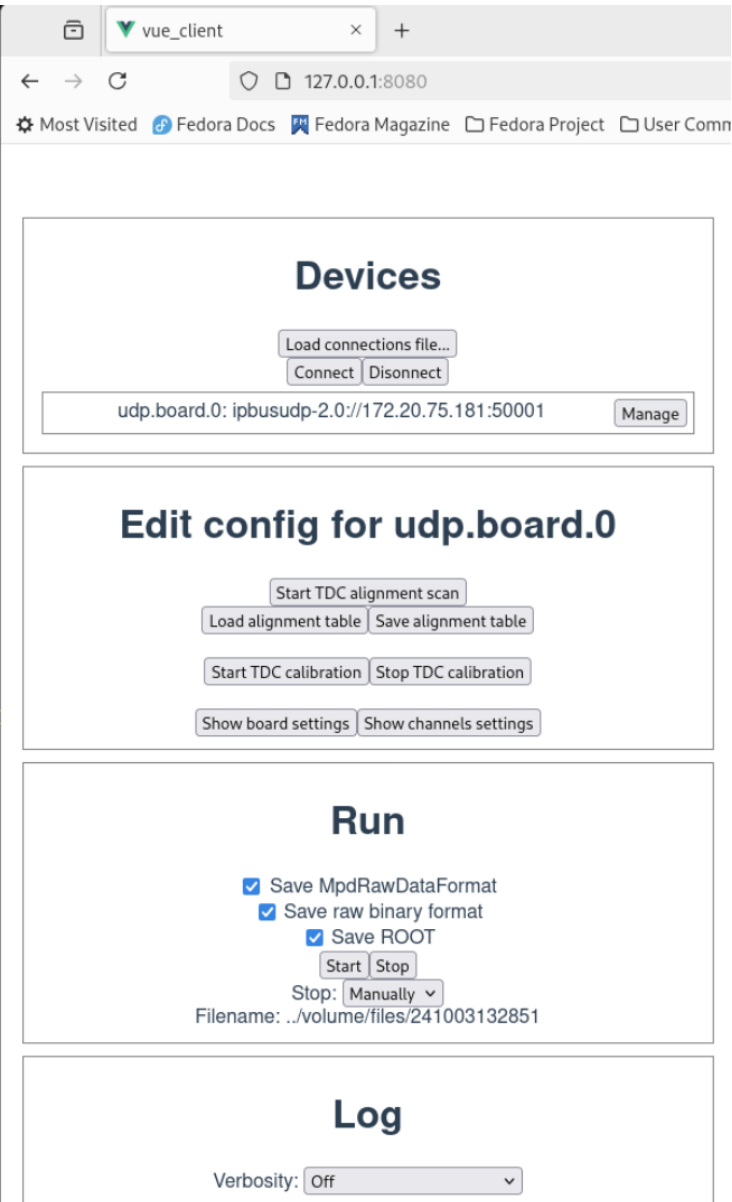 vue_client
127.0.0.1:8080
Most Visited Fedora Docs Fedora Magazine Fedora Project User Comm
Devices
Load connections file...
Connect Disonnect
udp.board.0: ipbusudp-2.0://172.20.75.181:50001 Manage
Edit config for udp.board.0
Start TDC alignment scan
Load alignment table Save alignment table
Start TDC calibration Stop TDC calibration
Show board settings Show channels settings
Run
Save MpdRawDataFormat
Save raw binary format
Save ROOT
Start Stop
Stop: Manually
Filename: ../volume/files/241003132851
Log
Verbosity: Off